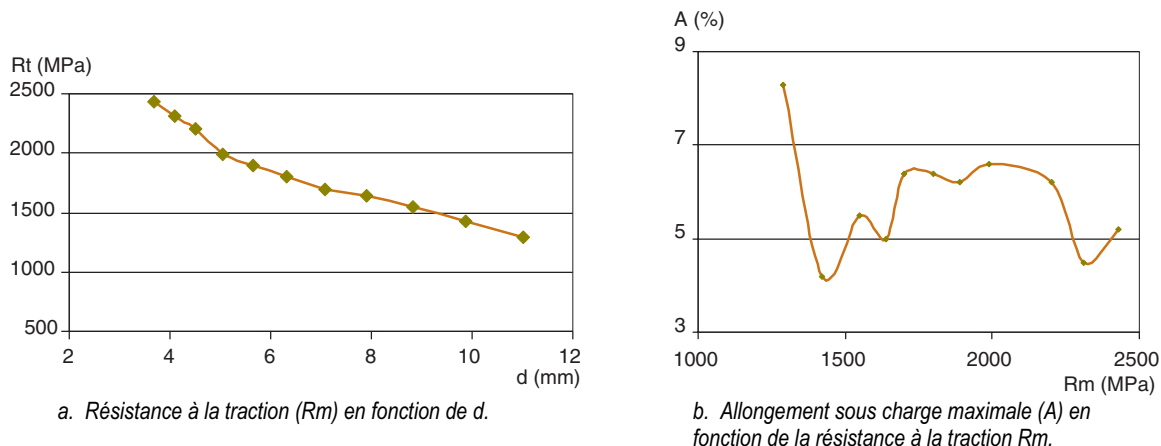 Rt (MPa)
2500
2000
1500
1000
500
2 4 6 8 10 12
d (mm)
a. Résistance à la traction (Rm) en fonction de d.
A (%)
9
7
5
3
1000 1500 2000 2500
Rm (MPa)
b. Allongement sous charge maximale (A) en
fonction de la résistance à la traction Rm.